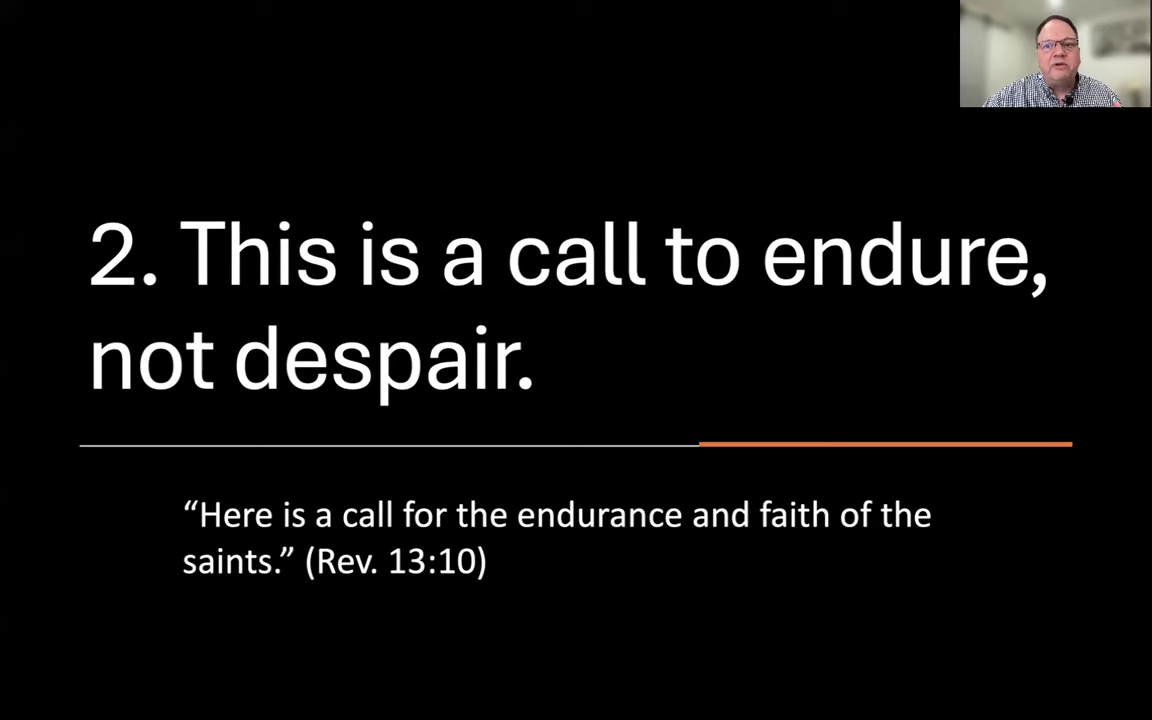 2. This is a call to endure,
not despair.
“Here is a call for the endurance and faith of the
saints.” (Rev. 13:10)